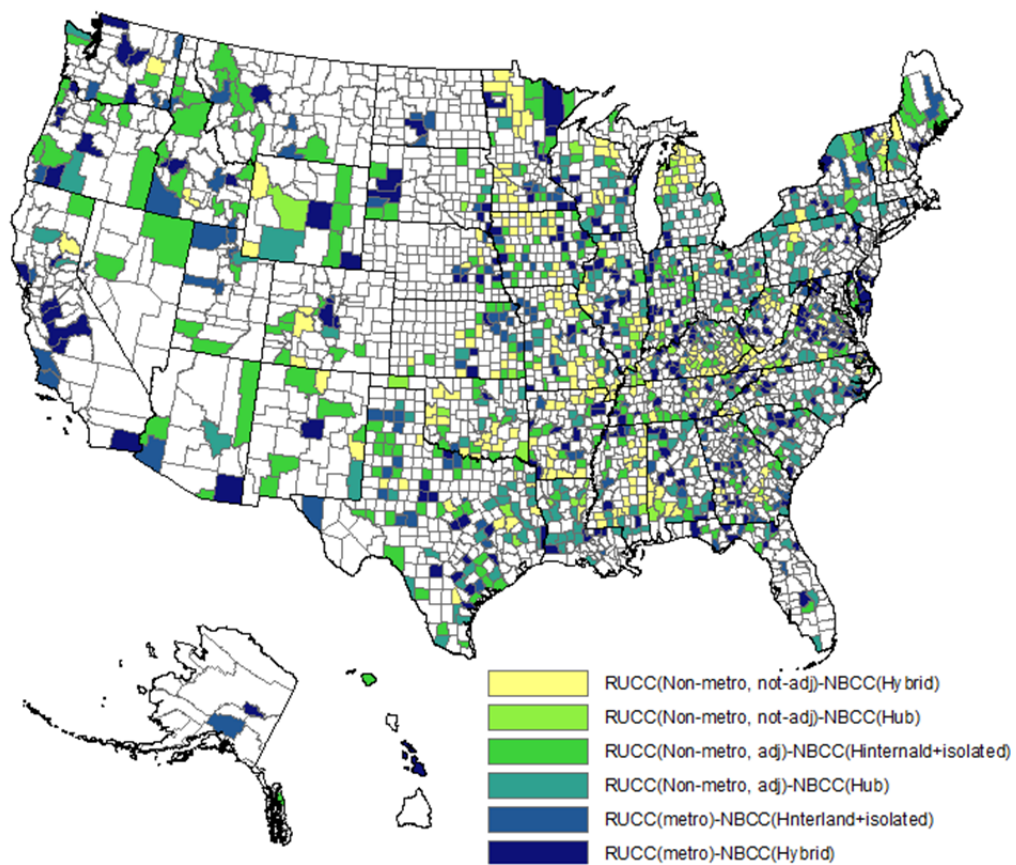 RUCC(Non-metro, not-adj)-NBCC(Hybrid)
RUCC(Non-metro, not-adj)-NBCC(Hub)
RUCC(Non-metro, adj)-NBCC(Hinternald+isolated)
RUCC(Non-metro, adj)-NBCC(Hub)
RUCC(metro)-NBCC(Hnterland+isolated)
RUCC(metro)-NBCC(Hybrid)